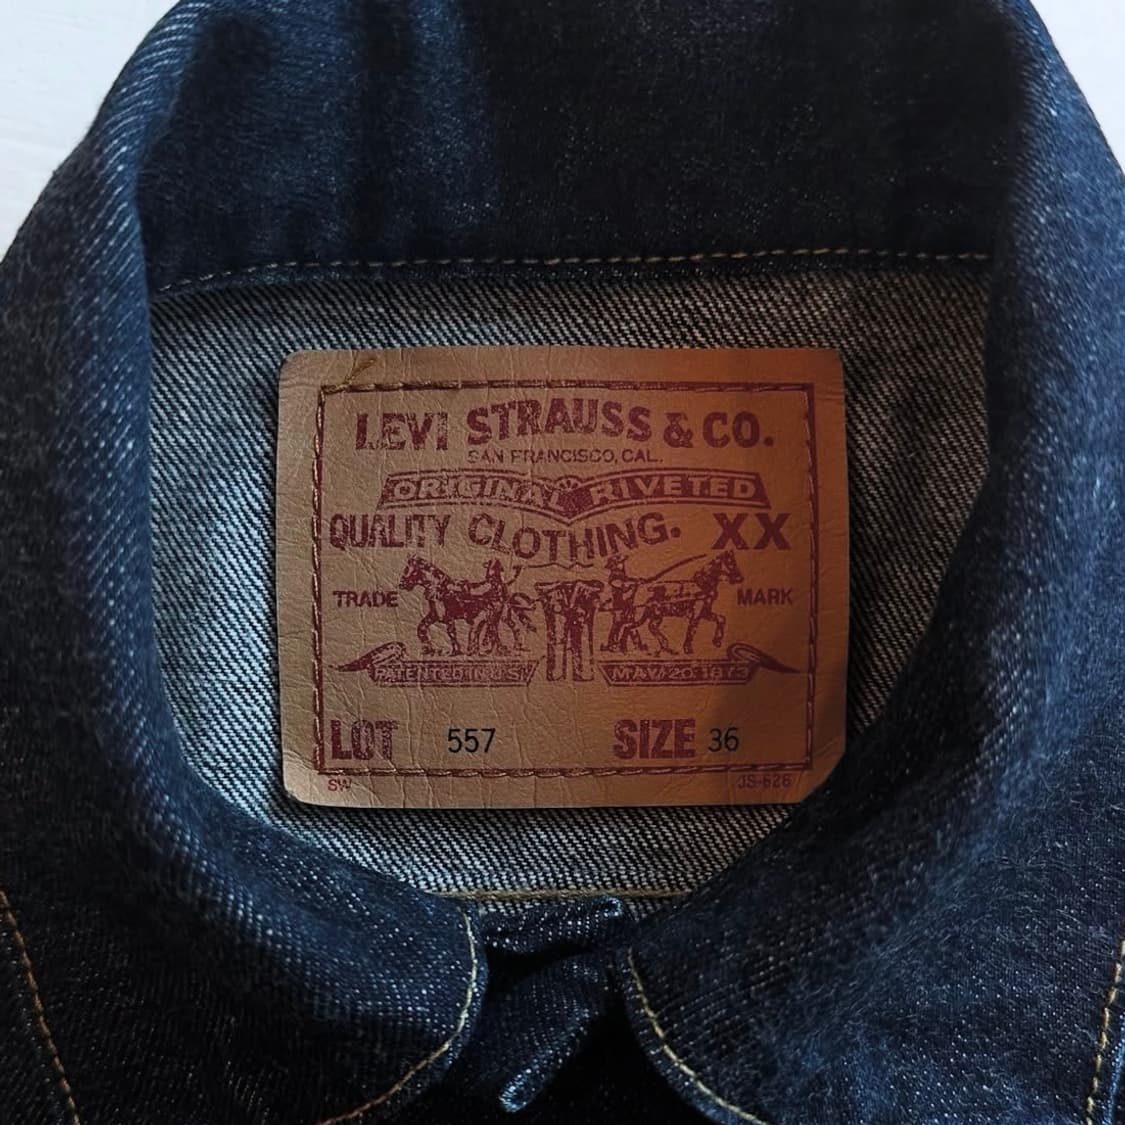 LEVI STRAUSS & CO.
SAN FRANCISCO, CAL.
ORIGINAL RIVETED
QUALITY CLOTHING. XX
TRADE MARK
PATENTED IN U.S. MAY 20 1873
LOT 557 SIZE 36
SW JS-626